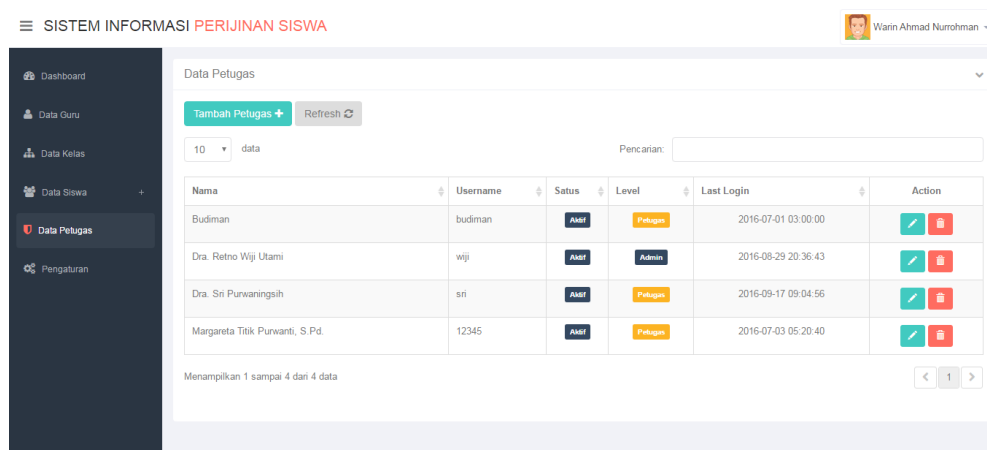 SISTEM INFORMASI PERIJINAN SISWA
Warin Ahmad Nurrohman
Dashboard
Data Guru
Data Kelas
Data Siswa +
Data Petugas
Pengaturan
Data Petugas
Tambah Petugas + Refresh
10 data Pencarian:
Nama Username Satus Level Last Login Action
Budiman budiman Aktif Petugas 2016-07-01 03:00:00
Dra. Retno Wiji Utami wiji Aktif Admin 2016-08-29 20:36:43
Dra. Sri Purwaningsih sri Aktif Petugas 2016-09-17 09:04:56
Margareta Titik Purwanti, S.Pd. 12345 Aktif Petugas 2016-07-03 05:20:40
Menampilkan 1 sampai 4 dari 4 data < 1 >